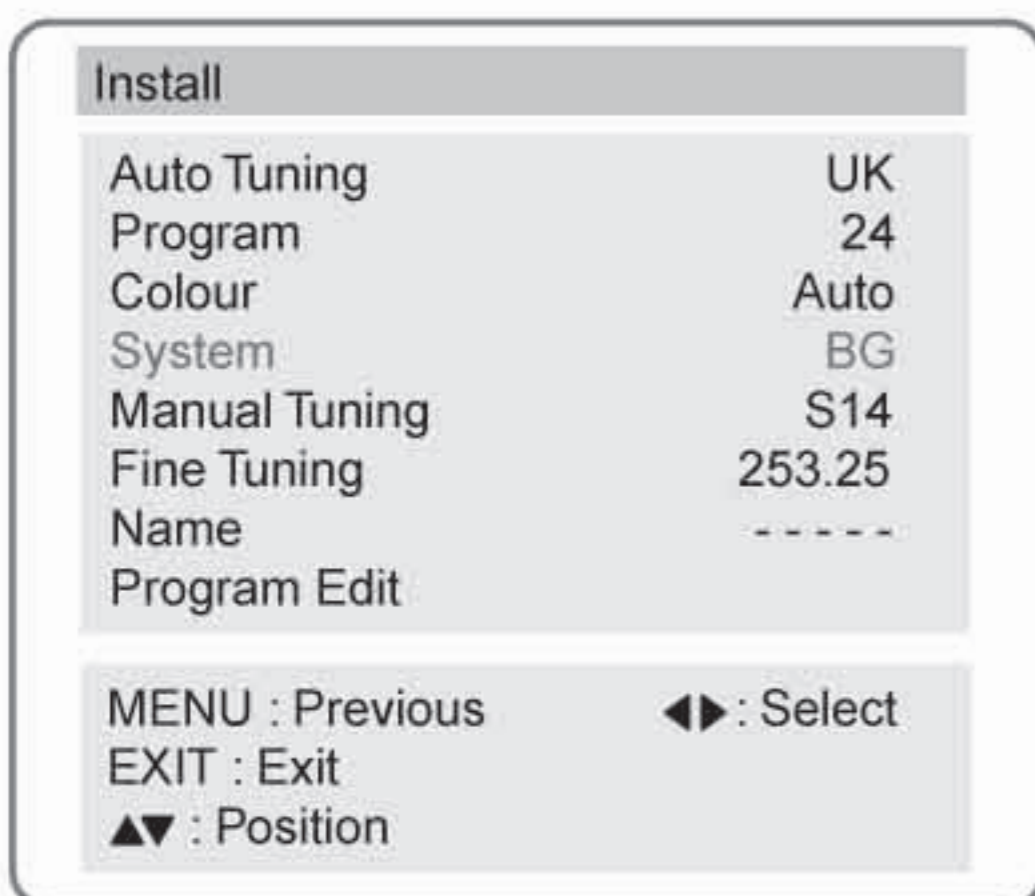 Install
Auto Tuning UK
Program 24
Colour Auto
System BG
Manual Tuning S14
Fine Tuning 253.25
Name - - - - -
Program Edit
MENU : Previous ◀▶ : Select
EXIT : Exit
▲▼ : Position